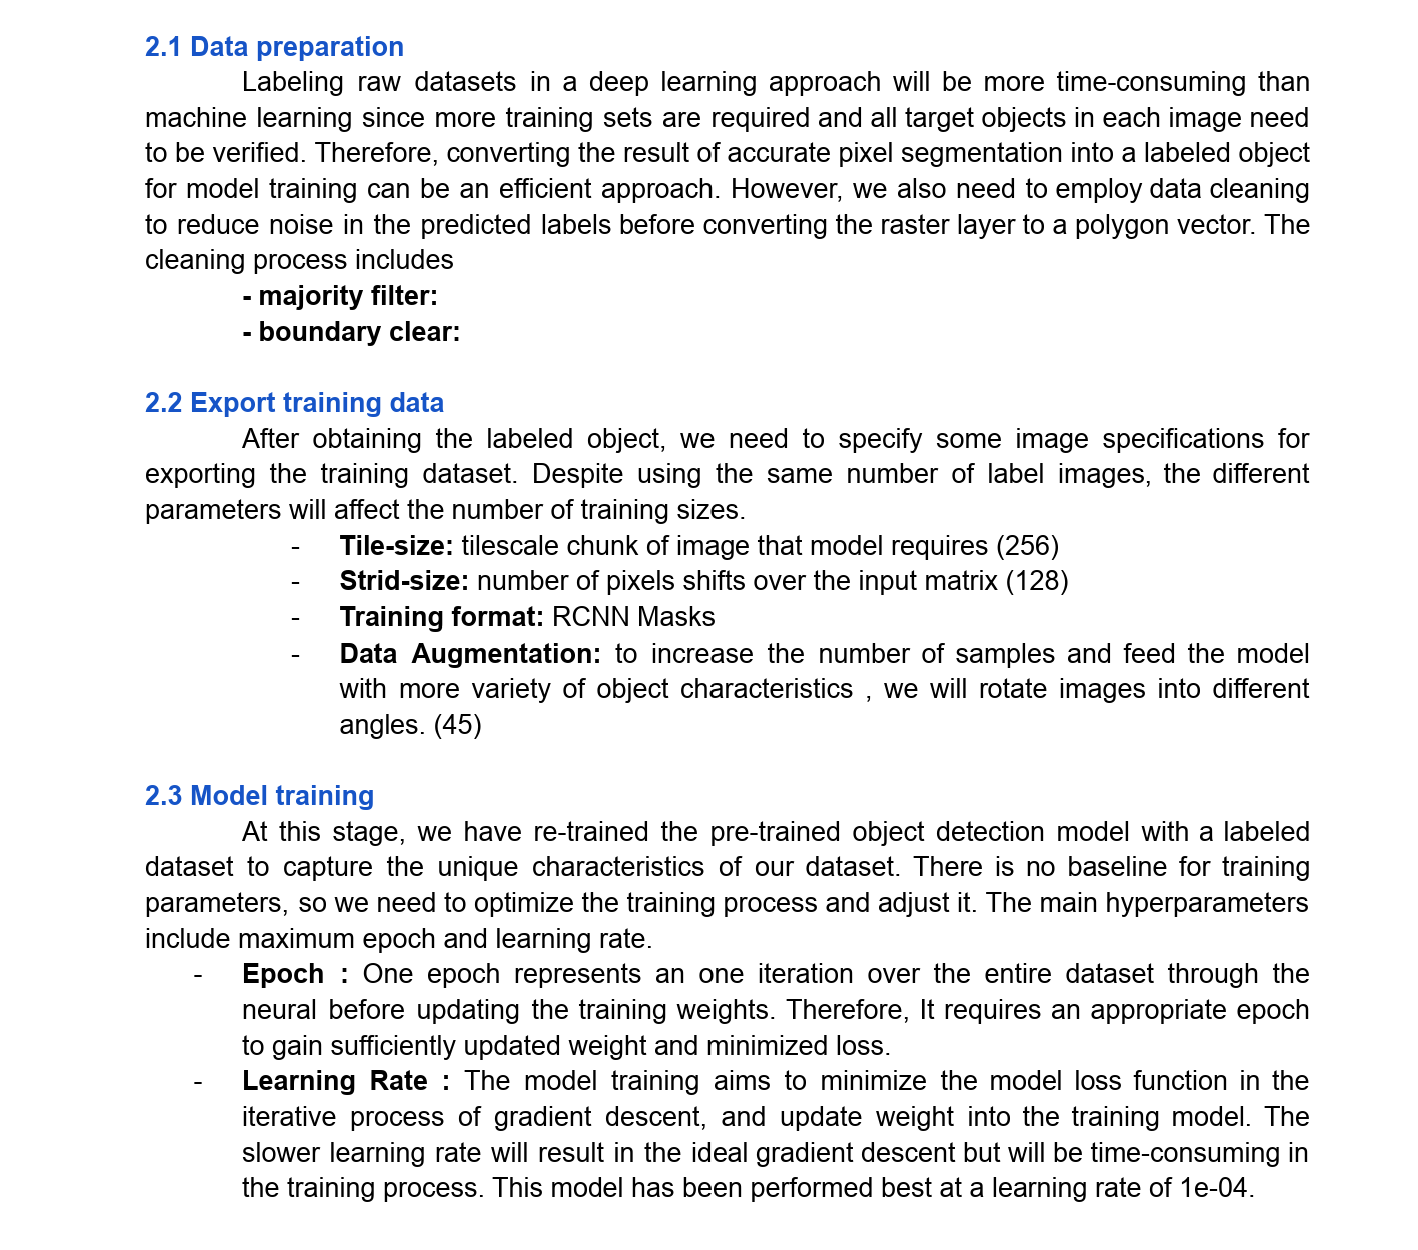 2.1 Data preparation
Labeling raw datasets in a deep learning approach will be more time-consuming than
machine learning since more training sets are required and all target objects in each image need
to be verified. Therefore, converting the result of accurate pixel segmentation into a labeled object
for model training can be an efficient approach. However, we also need to employ data cleaning
to reduce noise in the predicted labels before converting the raster layer to a polygon vector. The
cleaning process includes
- majority filter:
- boundary clear:
2.2 Export training data
After obtaining the labeled object, we need to specify some image specifications for
exporting the training dataset. Despite using the same number of label images, the different
parameters will affect the number of training sizes.
- Tile-size: tilescale chunk of image that model requires (256)
- Strid-size: number of pixels shifts over the input matrix (128)
- Training format: RCNN Masks
- Data Augmentation: to increase the number of samples and feed the model
with more variety of object characteristics , we will rotate images into different
angles. (45)
2.3 Model training
At this stage, we have re-trained the pre-trained object detection model with a labeled
dataset to capture the unique characteristics of our dataset. There is no baseline for training
parameters, so we need to optimize the training process and adjust it. The main hyperparameters
include maximum epoch and learning rate.
- Epoch : One epoch represents an one iteration over the entire dataset through the
neural before updating the training weights. Therefore, It requires an appropriate epoch
to gain sufficiently updated weight and minimized loss.
- Learning Rate : The model training aims to minimize the model loss function in the
iterative process of gradient descent, and update weight into the training model. The
slower learning rate will result in the ideal gradient descent but will be time-consuming in
the training process. This model has been performed best at a learning rate of 1e-04.